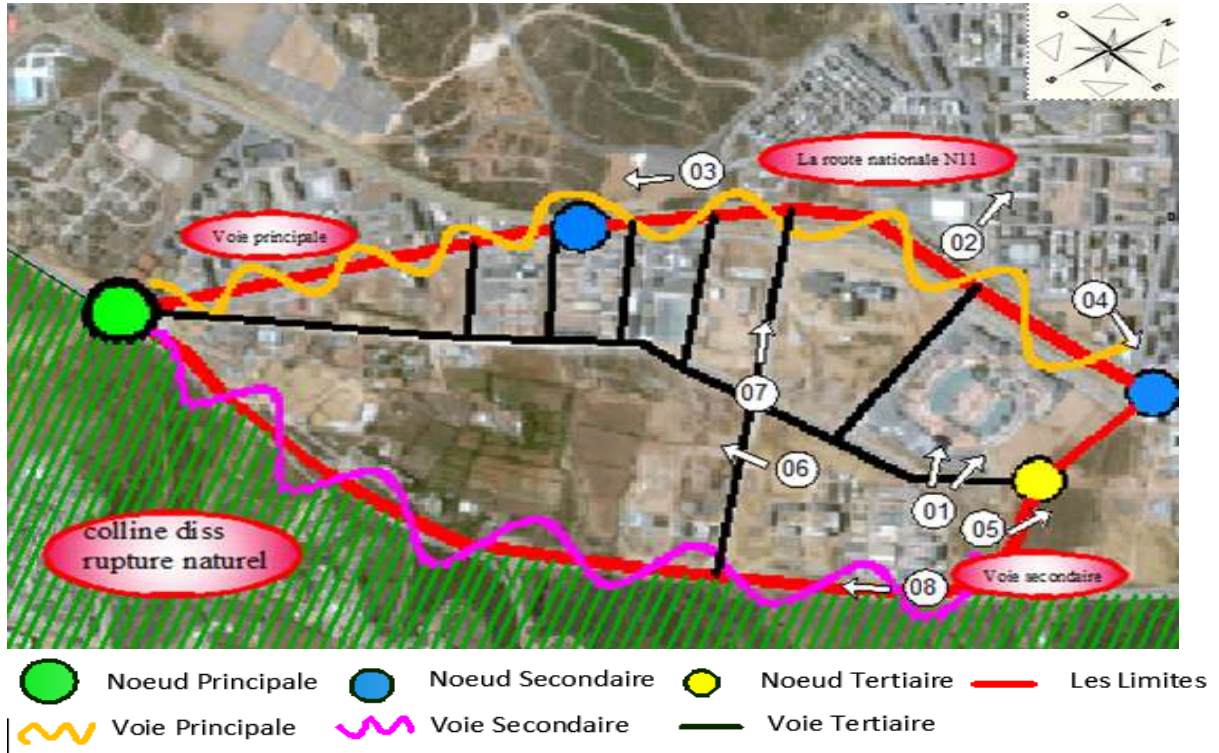 O
N
S
E
03
La route nationale N11
02
Voie principale
04
07
06
01
05
colline diss
rupture naturel
08
Voie secondaire
Noeud Principale
Noeud Secondaire
Noeud Tertiaire
Les Limites
Voie Principale
Voie Secondaire
Voie Tertiaire